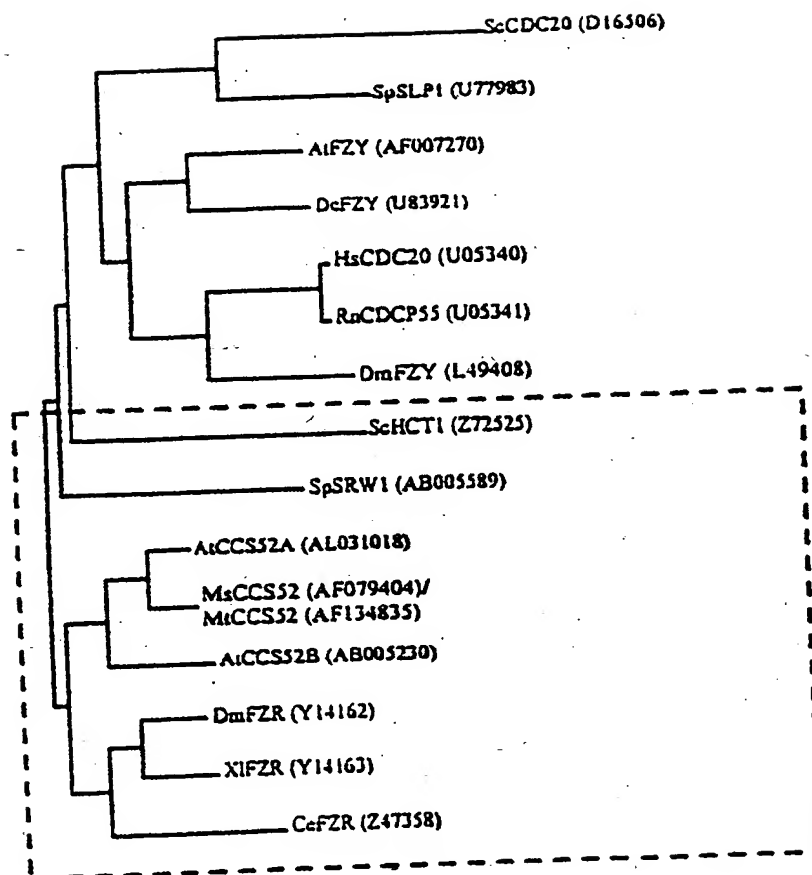 ScCDC20 (D16506)
SpSLP1 (U77983)
AtFZY (AF007270)
DcFZY (U83921)
HsCDC20 (U05340)
RnCDCP55 (U05341)
DmFZY (L49408)
ScHCT1 (Z72525)
SpSRW1 (AB005589)
AtCCS52A (AL031018)
MsCCS52 (AF079404)/
MtCCS52 (AF134835)
AtCCS52B (AB005230)
DmFZR (Y14162)
XlFZR (Y14163)
CeFZR (Z47358)